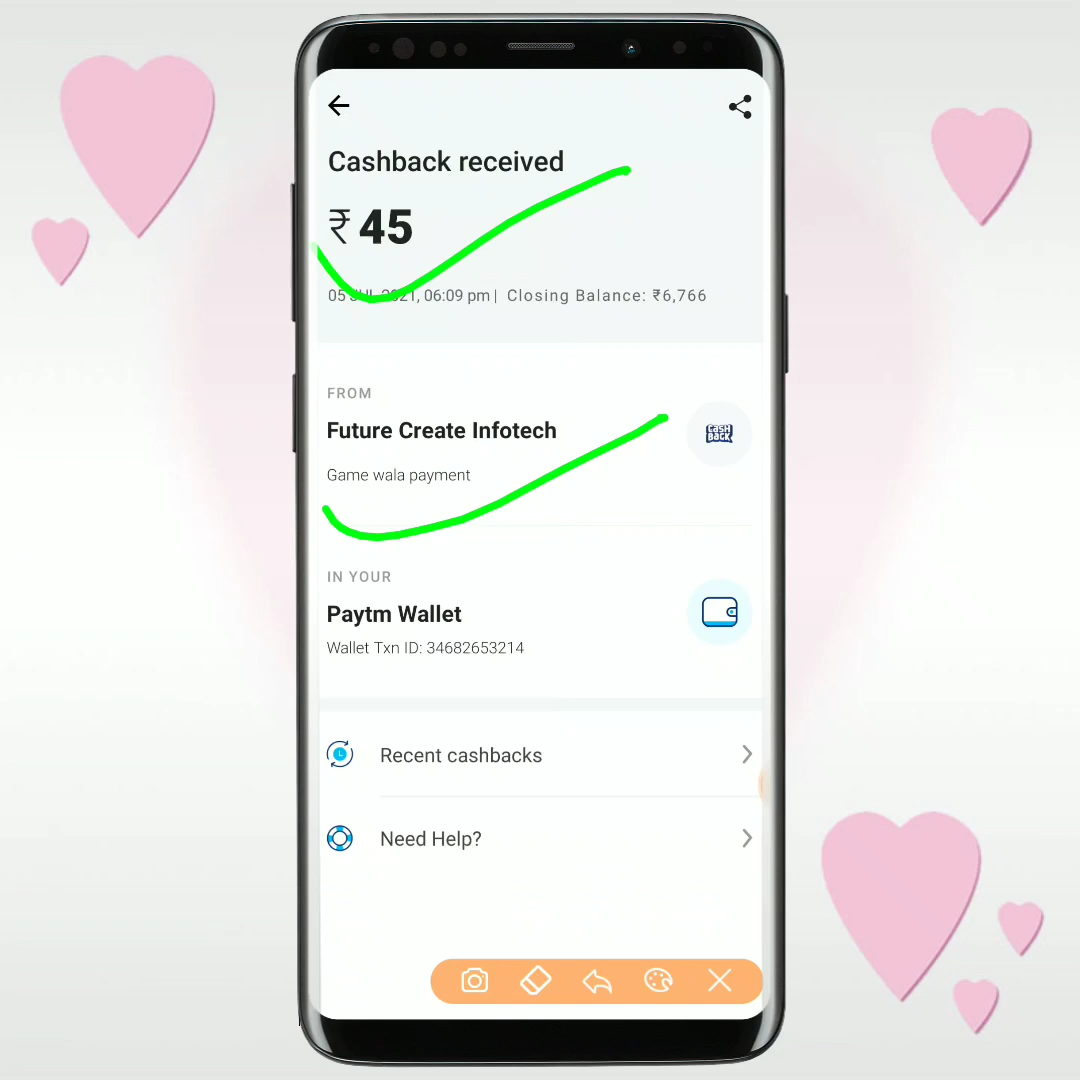 Cashback received
₹45
05 JUL 2021, 06:09 pm | Closing Balance: ₹6,766
FROM
Future Create Infotech
CASH
BACK
Game wala payment
IN YOUR
Paytm Wallet
Wallet Txn ID: 34682653214
Recent cashbacks
Need Help?